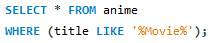 SELECT * FROM anime
WHERE (title LIKE '%Movie%');